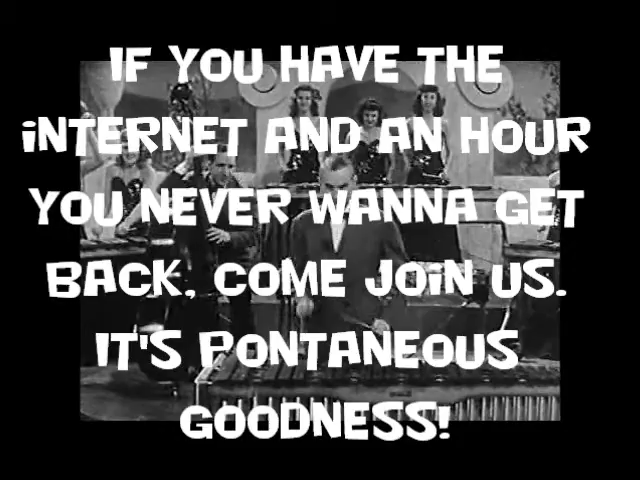 IF YOU HAVE THE
iNTERNET AND AN HOUR
YOU NEVER WANNA GET
BACK, COME JOiN US.
IT'S PONTANEOUS
GOODNESS!